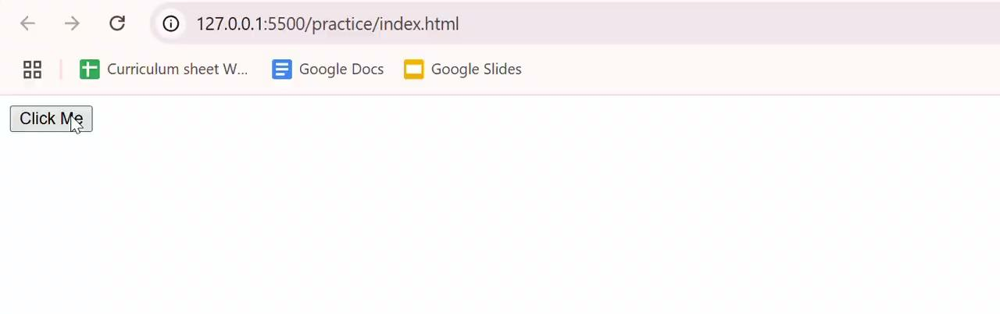 127.0.0.1:5500/practice/index.html
Curriculum sheet W... Google Docs Google Slides
Click Me